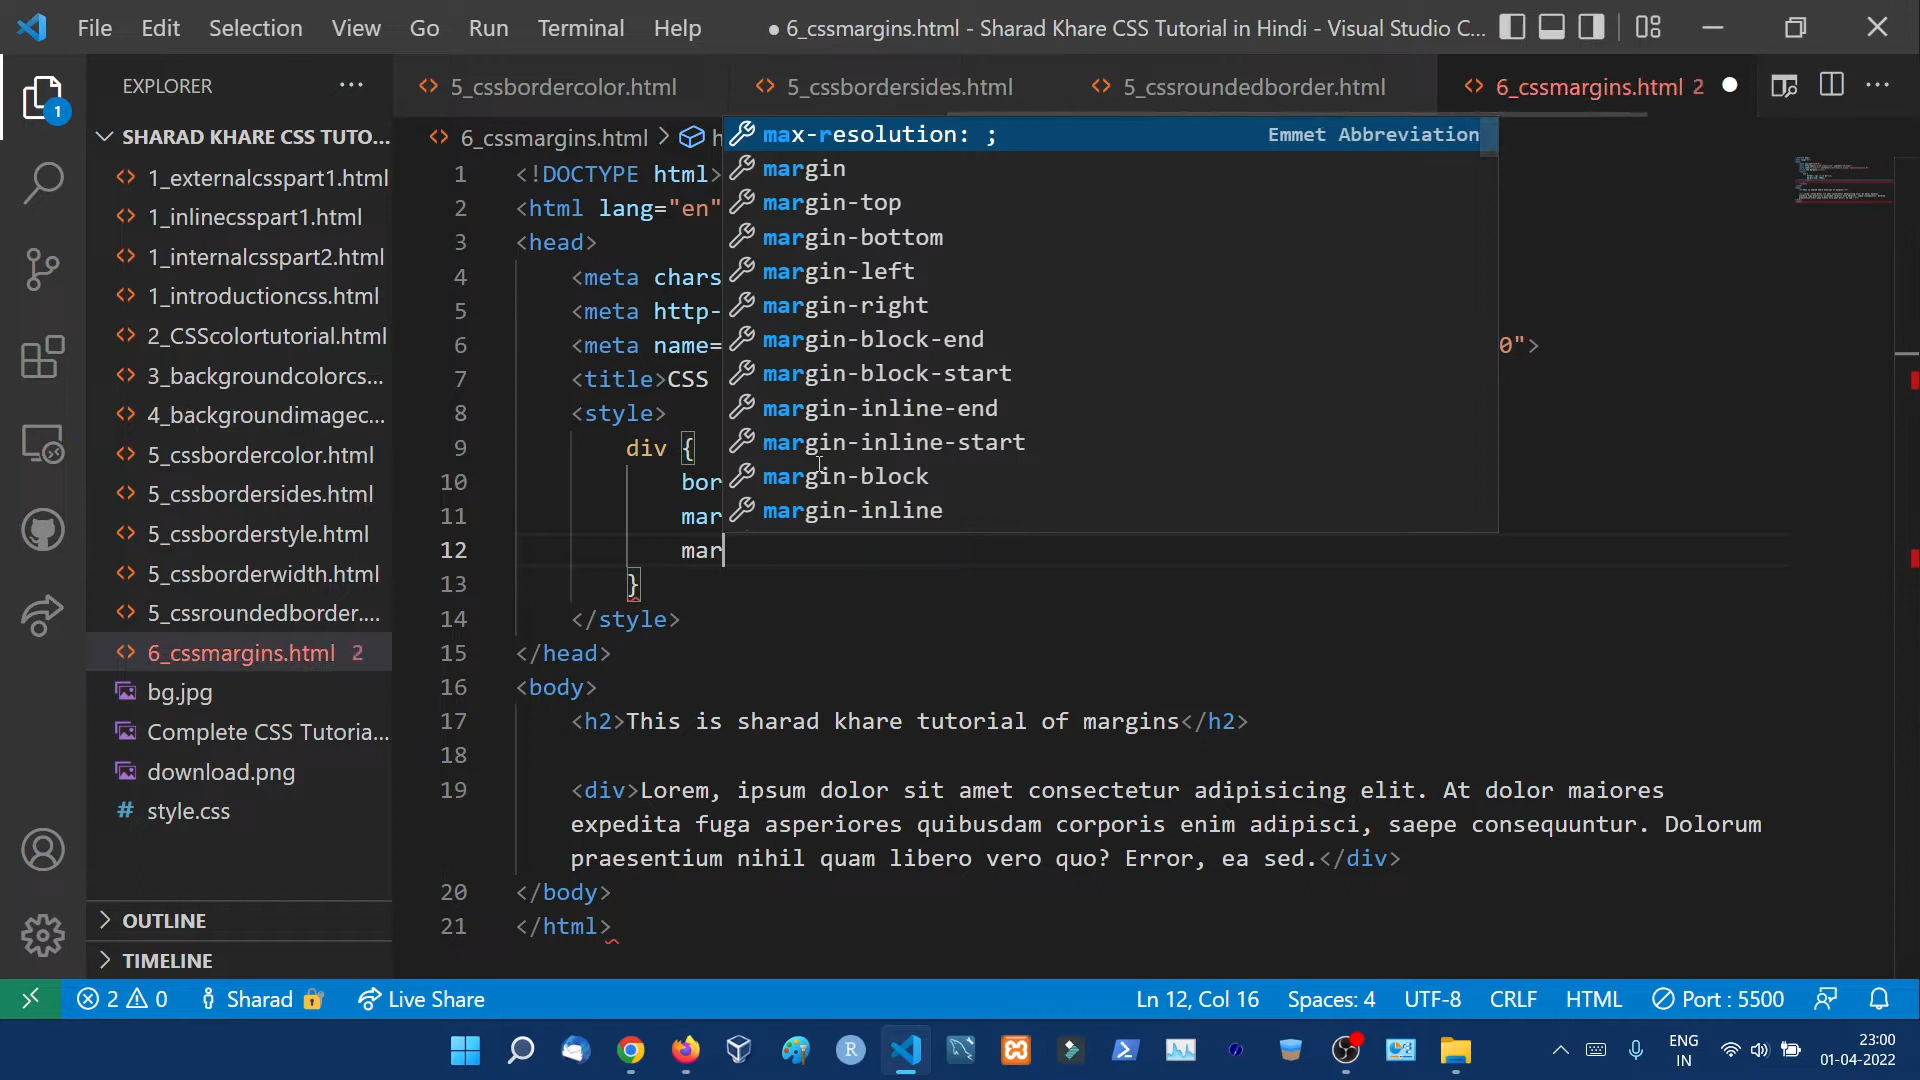 File Edit Selection View Go Run Terminal Help
● 6_cssmargins.html - Sharad Khare CSS Tutorial in Hindi - Visual Studio C...
EXPLORER
5_cssbordercolor.html
5_cssbordersides.html
5_cssroundedborder.html
6_cssmargins.html 2
SHARAD KHARE CSS TUTO...
1_externalcsspart1.html
1_inlinecsspart1.html
1_internalcsspart2.html
1_introductioncss.html
2_CSScolortutorial.html
3_backgroundcolorcs...
4_backgroundimagec...
5_cssbordercolor.html
5_cssbordersides.html
5_cssborderstyle.html
5_cssborderwidth.html
5_cssroundedborder....
6_cssmargins.html 2
bg.jpg
Complete CSS Tutoria...
download.png
style.css
OUTLINE
TIMELINE
1
6_cssmargins.html > h
max-resolution: ; Emmet Abbreviation
margin
margin-top
margin-bottom
margin-left
margin-right
margin-block-end
margin-block-start
margin-inline-end
margin-inline-start
margin-block
margin-inline
1 <!DOCTYPE html>
2 <html lang="en"
3 <head>
4 <meta chars
5 <meta http-
6 <meta name= 0">
7 <title>CSS
8 <style>
9 div {
10 bor
11 mar
12 mar
13 }
14 </style>
15 </head>
16 <body>
17 <h2>This is sharad khare tutorial of margins</h2>
18
19 <div>Lorem, ipsum dolor sit amet consectetur adipisicing elit. At dolor maiores
expedita fuga asperiores quibusdam corporis enim adipisci, saepe consequuntur. Dolorum
praesentium nihil quam libero vero quo? Error, ea sed.</div>
20 </body>
21 </html>
2 0 Sharad Live Share Ln 12, Col 16 Spaces: 4 UTF-8 CRLF HTML Port : 5500
R
ENG
IN
23:00
01-04-2022